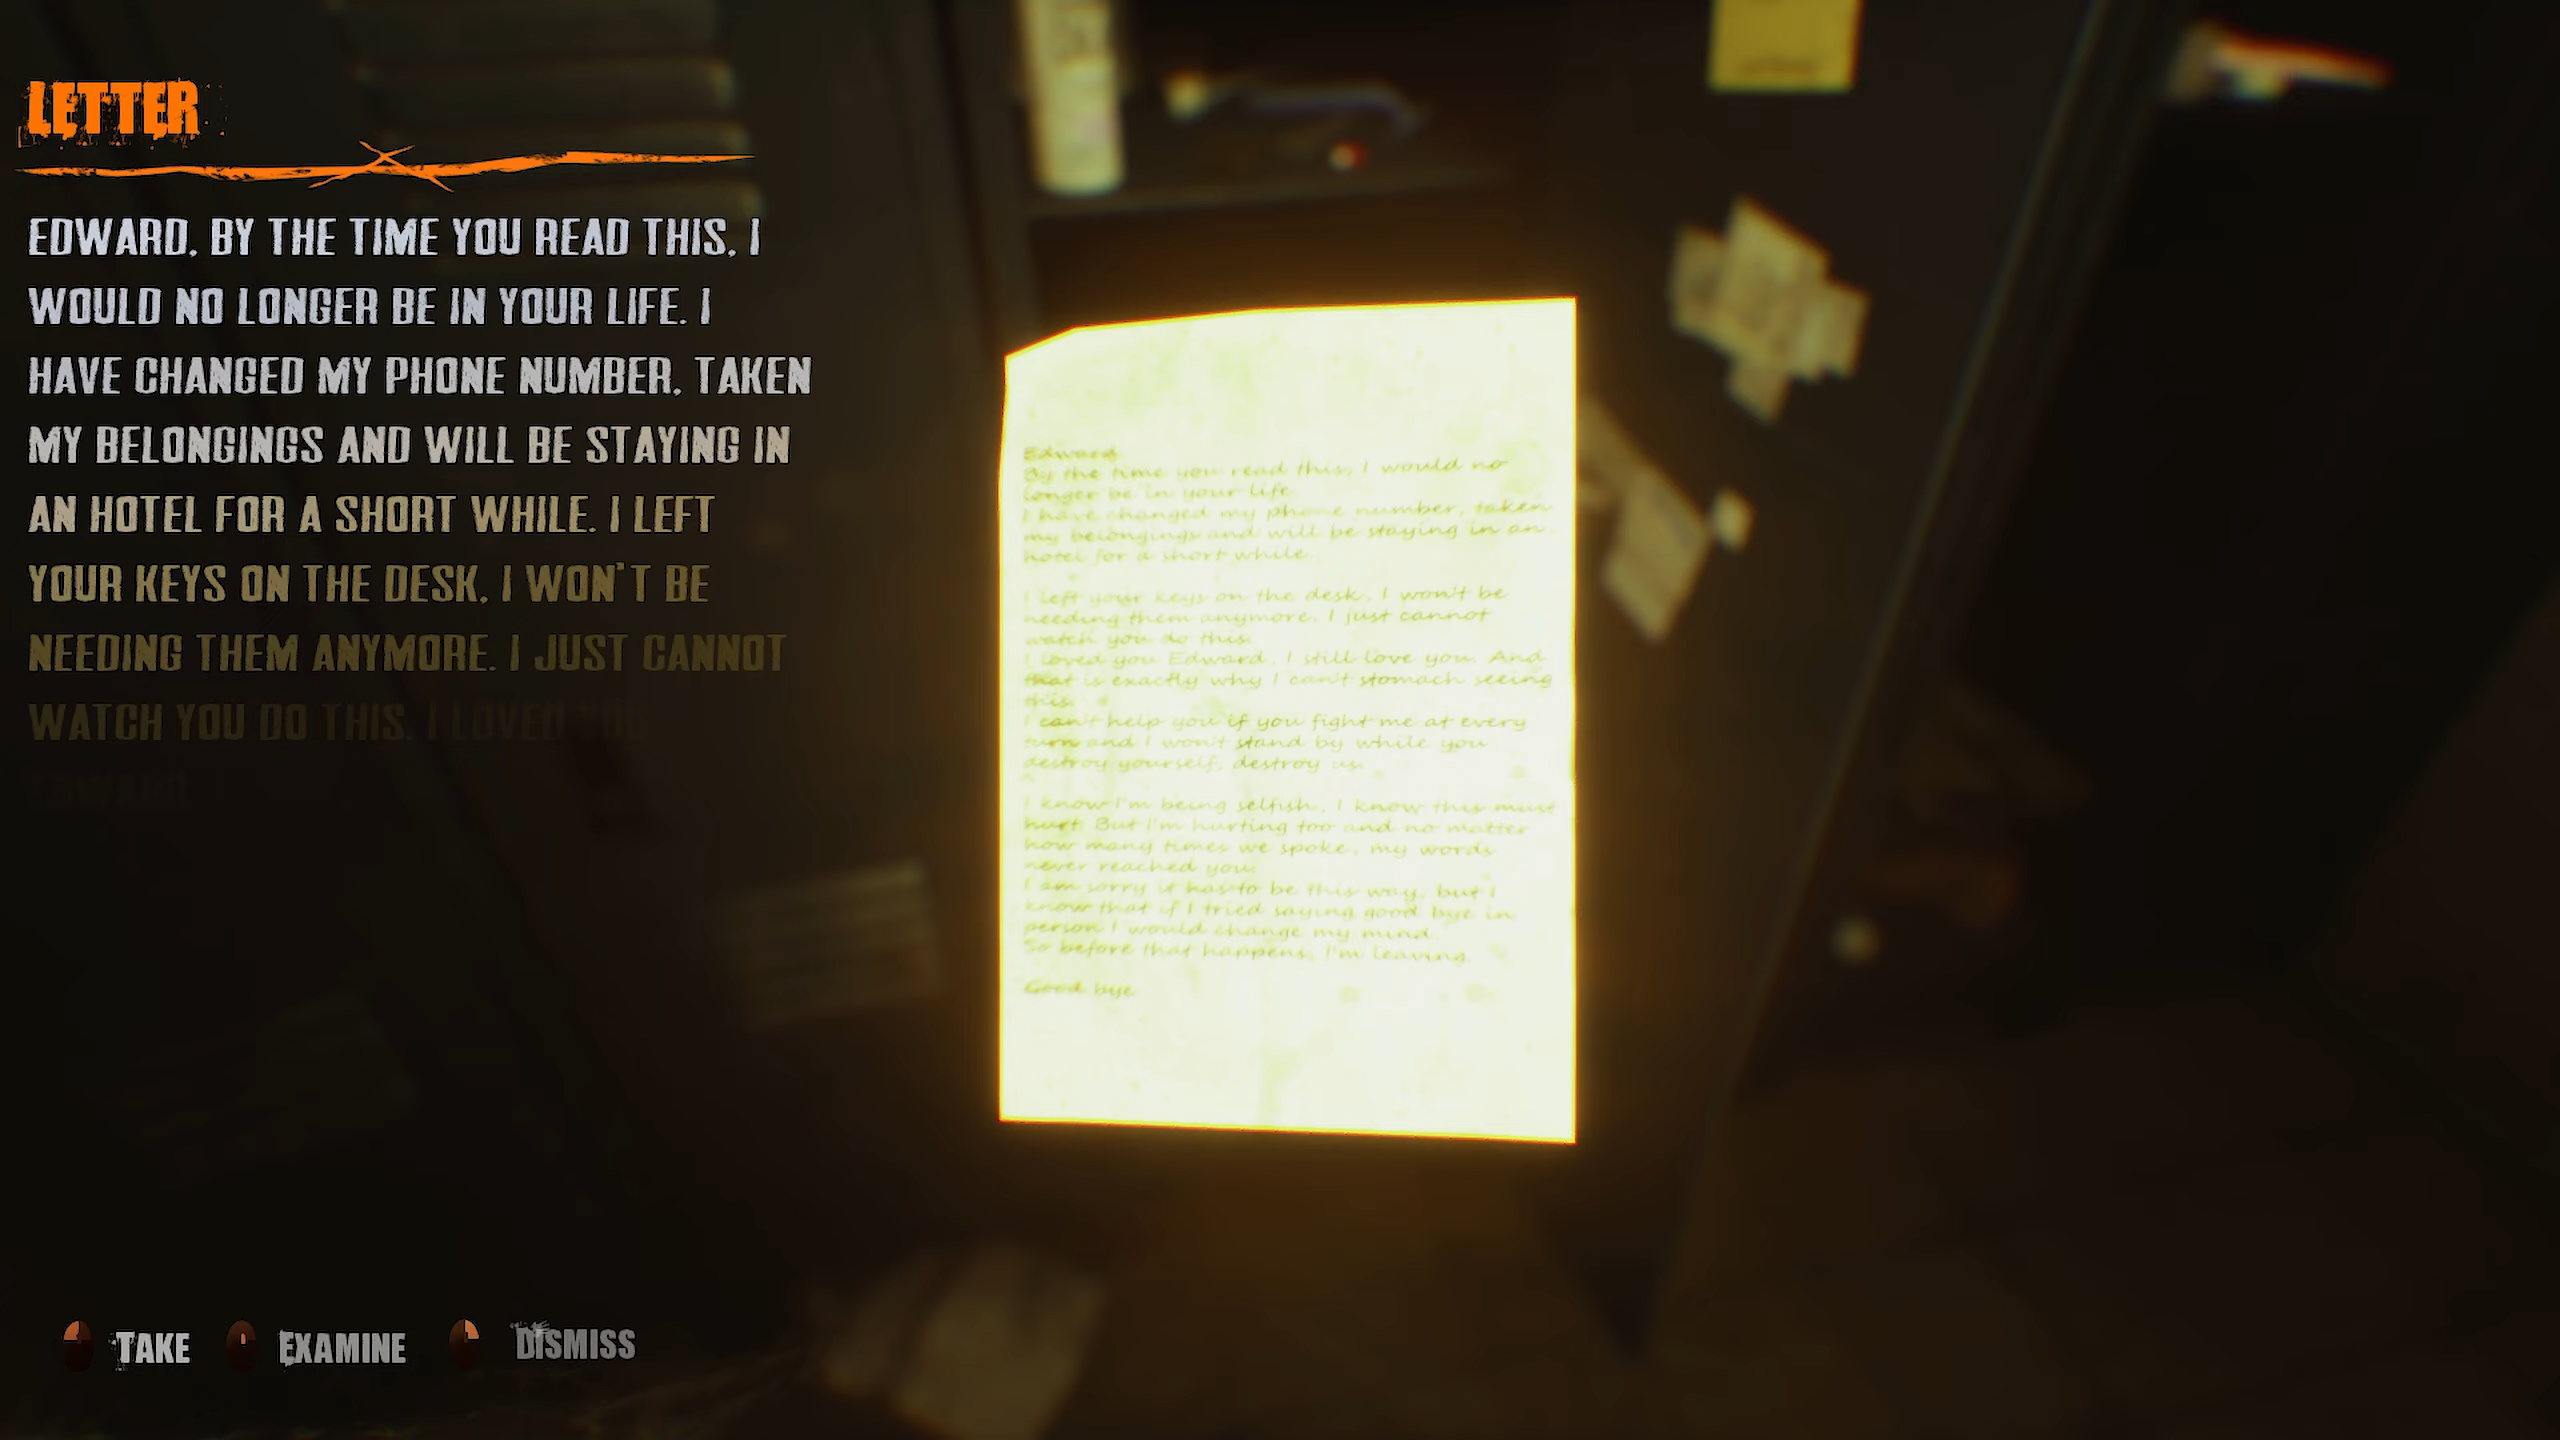 LETTER
EDWARD, BY THE TIME YOU READ THIS, I
WOULD NO LONGER BE IN YOUR LIFE. I
HAVE CHANGED MY PHONE NUMBER, TAKEN
MY BELONGINGS AND WILL BE STAYING IN
AN HOTEL FOR A SHORT WHILE. I LEFT
YOUR KEYS ON THE DESK, I WON'T BE
NEEDING THEM ANYMORE. I JUST CANNOT
WATCH YOU DO THIS. I LOVED YOU
EDWARD
Edward
By the time you read this, I would no
longer be in your life.
I have changed my phone number, taken
my belongings and will be staying in an
hotel for a short while.
I left your keys on the desk, I won't be
needing them anymore. I just cannot
watch you do this.
I loved you Edward, I still love you. And
that is exactly why I can't stomach seeing
this.
I can't help you if you fight me at every
turn and I won't stand by while you
destroy yourself, destroy us.
I know I'm being selfish, I know this must
hurt. But I'm hurting too and no matter
how many times we spoke, my words
never reached you.
I am sorry it has to be this way, but I
know that if I tried saying good bye in
person I would change my mind.
So before that happens, I'm leaving.
Good bye
TAKE EXAMINE DISMISS